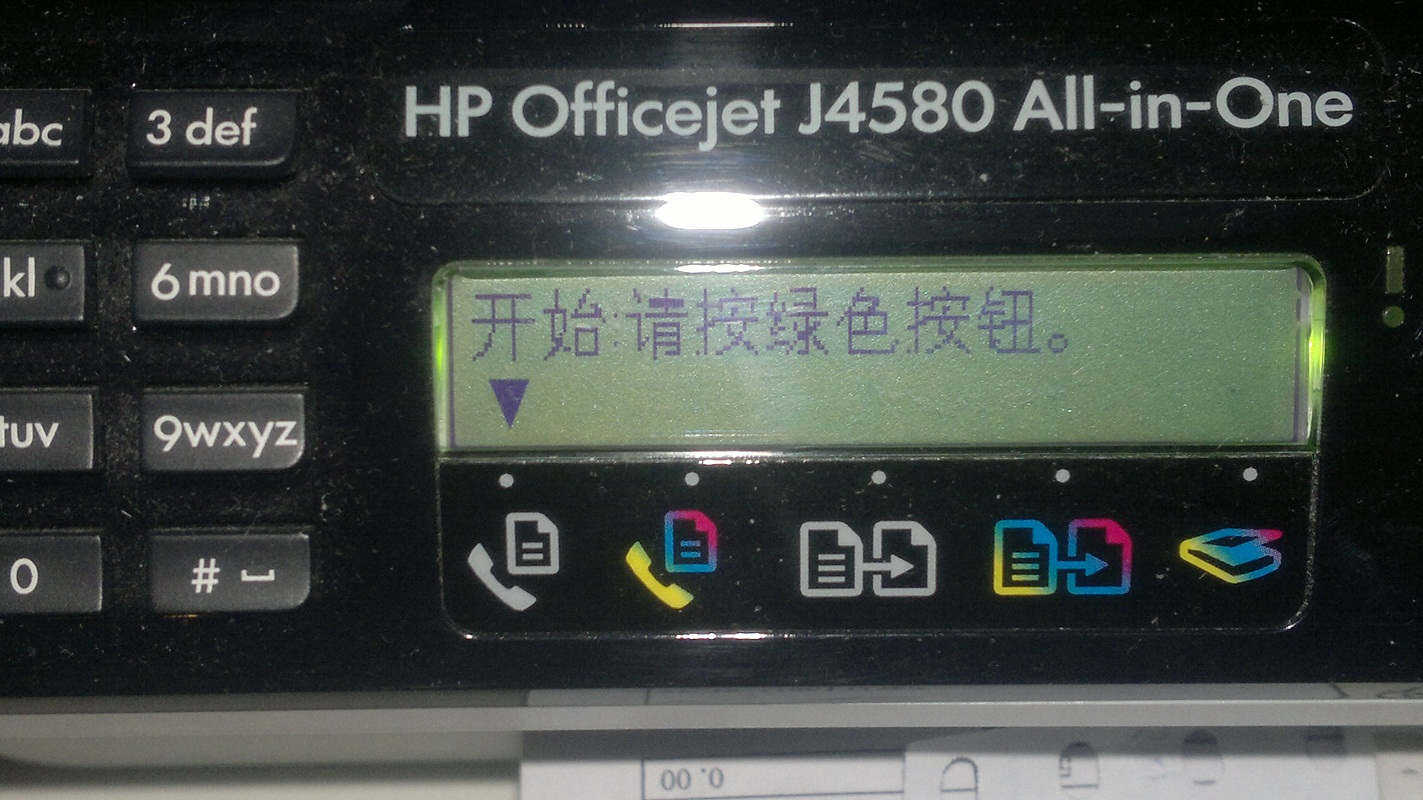 HP Officejet J4580 All-in-One
abc
3 def
kl
6 mno
tuv
9wxyz
0
#
开始:请按绿色按钮。
0.00
D